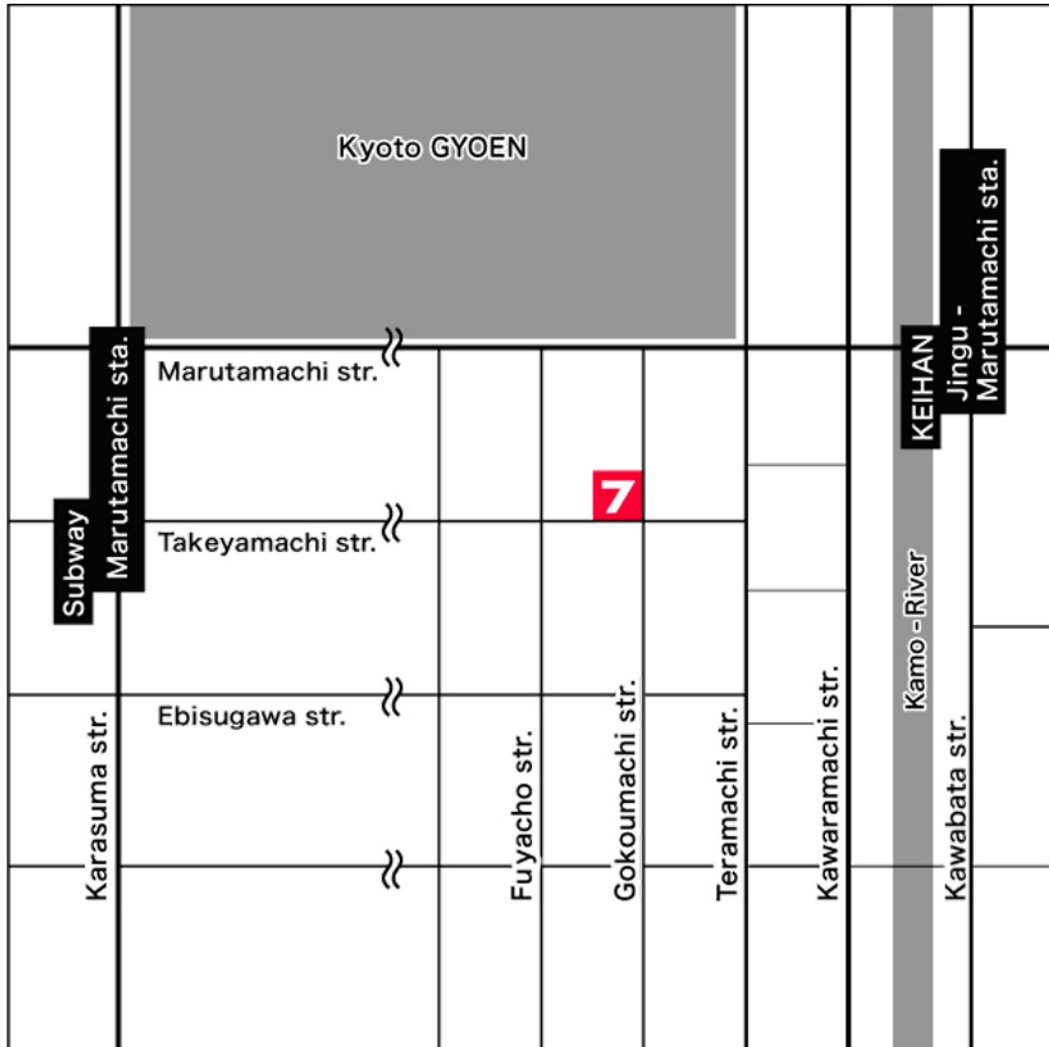 Kyoto GYOEN
Jingu -
Marutamachi sta.
KEIHAN
Marutamachi sta.
Subway
Marutamachi str.
7
Takeyamachi str.
Kamo - River
Ebisugawa str.
Karasuma str.
Fuyacho str.
Gokoumachi str.
Teramachi str.
Kawaramachi str.
Kawabata str.